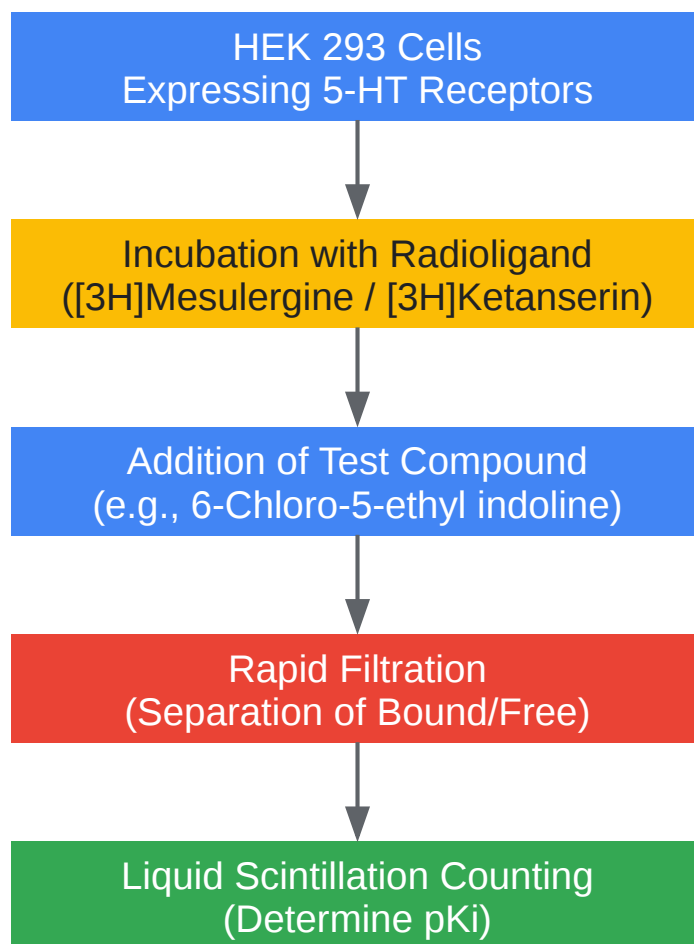 HEK 293 Cells
Expressing 5-HT Receptors
Incubation with Radioligand
([3H]Mesulergine / [3H]Ketanserin)
Addition of Test Compound
(e.g., 6-Chloro-5-ethyl indoline)
Rapid Filtration
(Separation of Bound/Free)
Liquid Scintillation Counting
(Determine pKi)